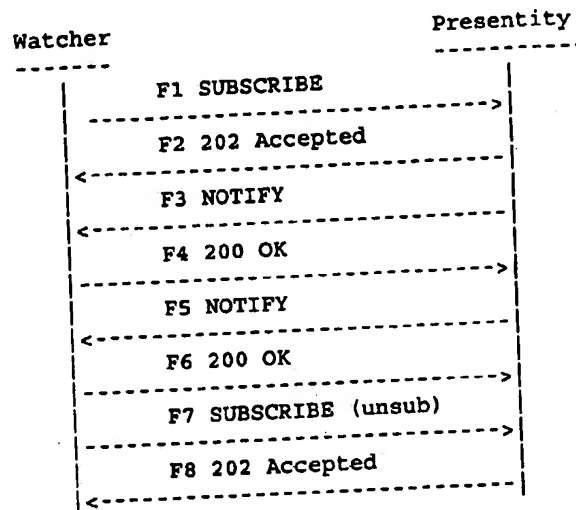 Watcher Presentity
F1 SUBSCRIBE
F2 202 Accepted
F3 NOTIFY
F4 200 OK
F5 NOTIFY
F6 200 OK
F7 SUBSCRIBE (unsub)
F8 202 Accepted